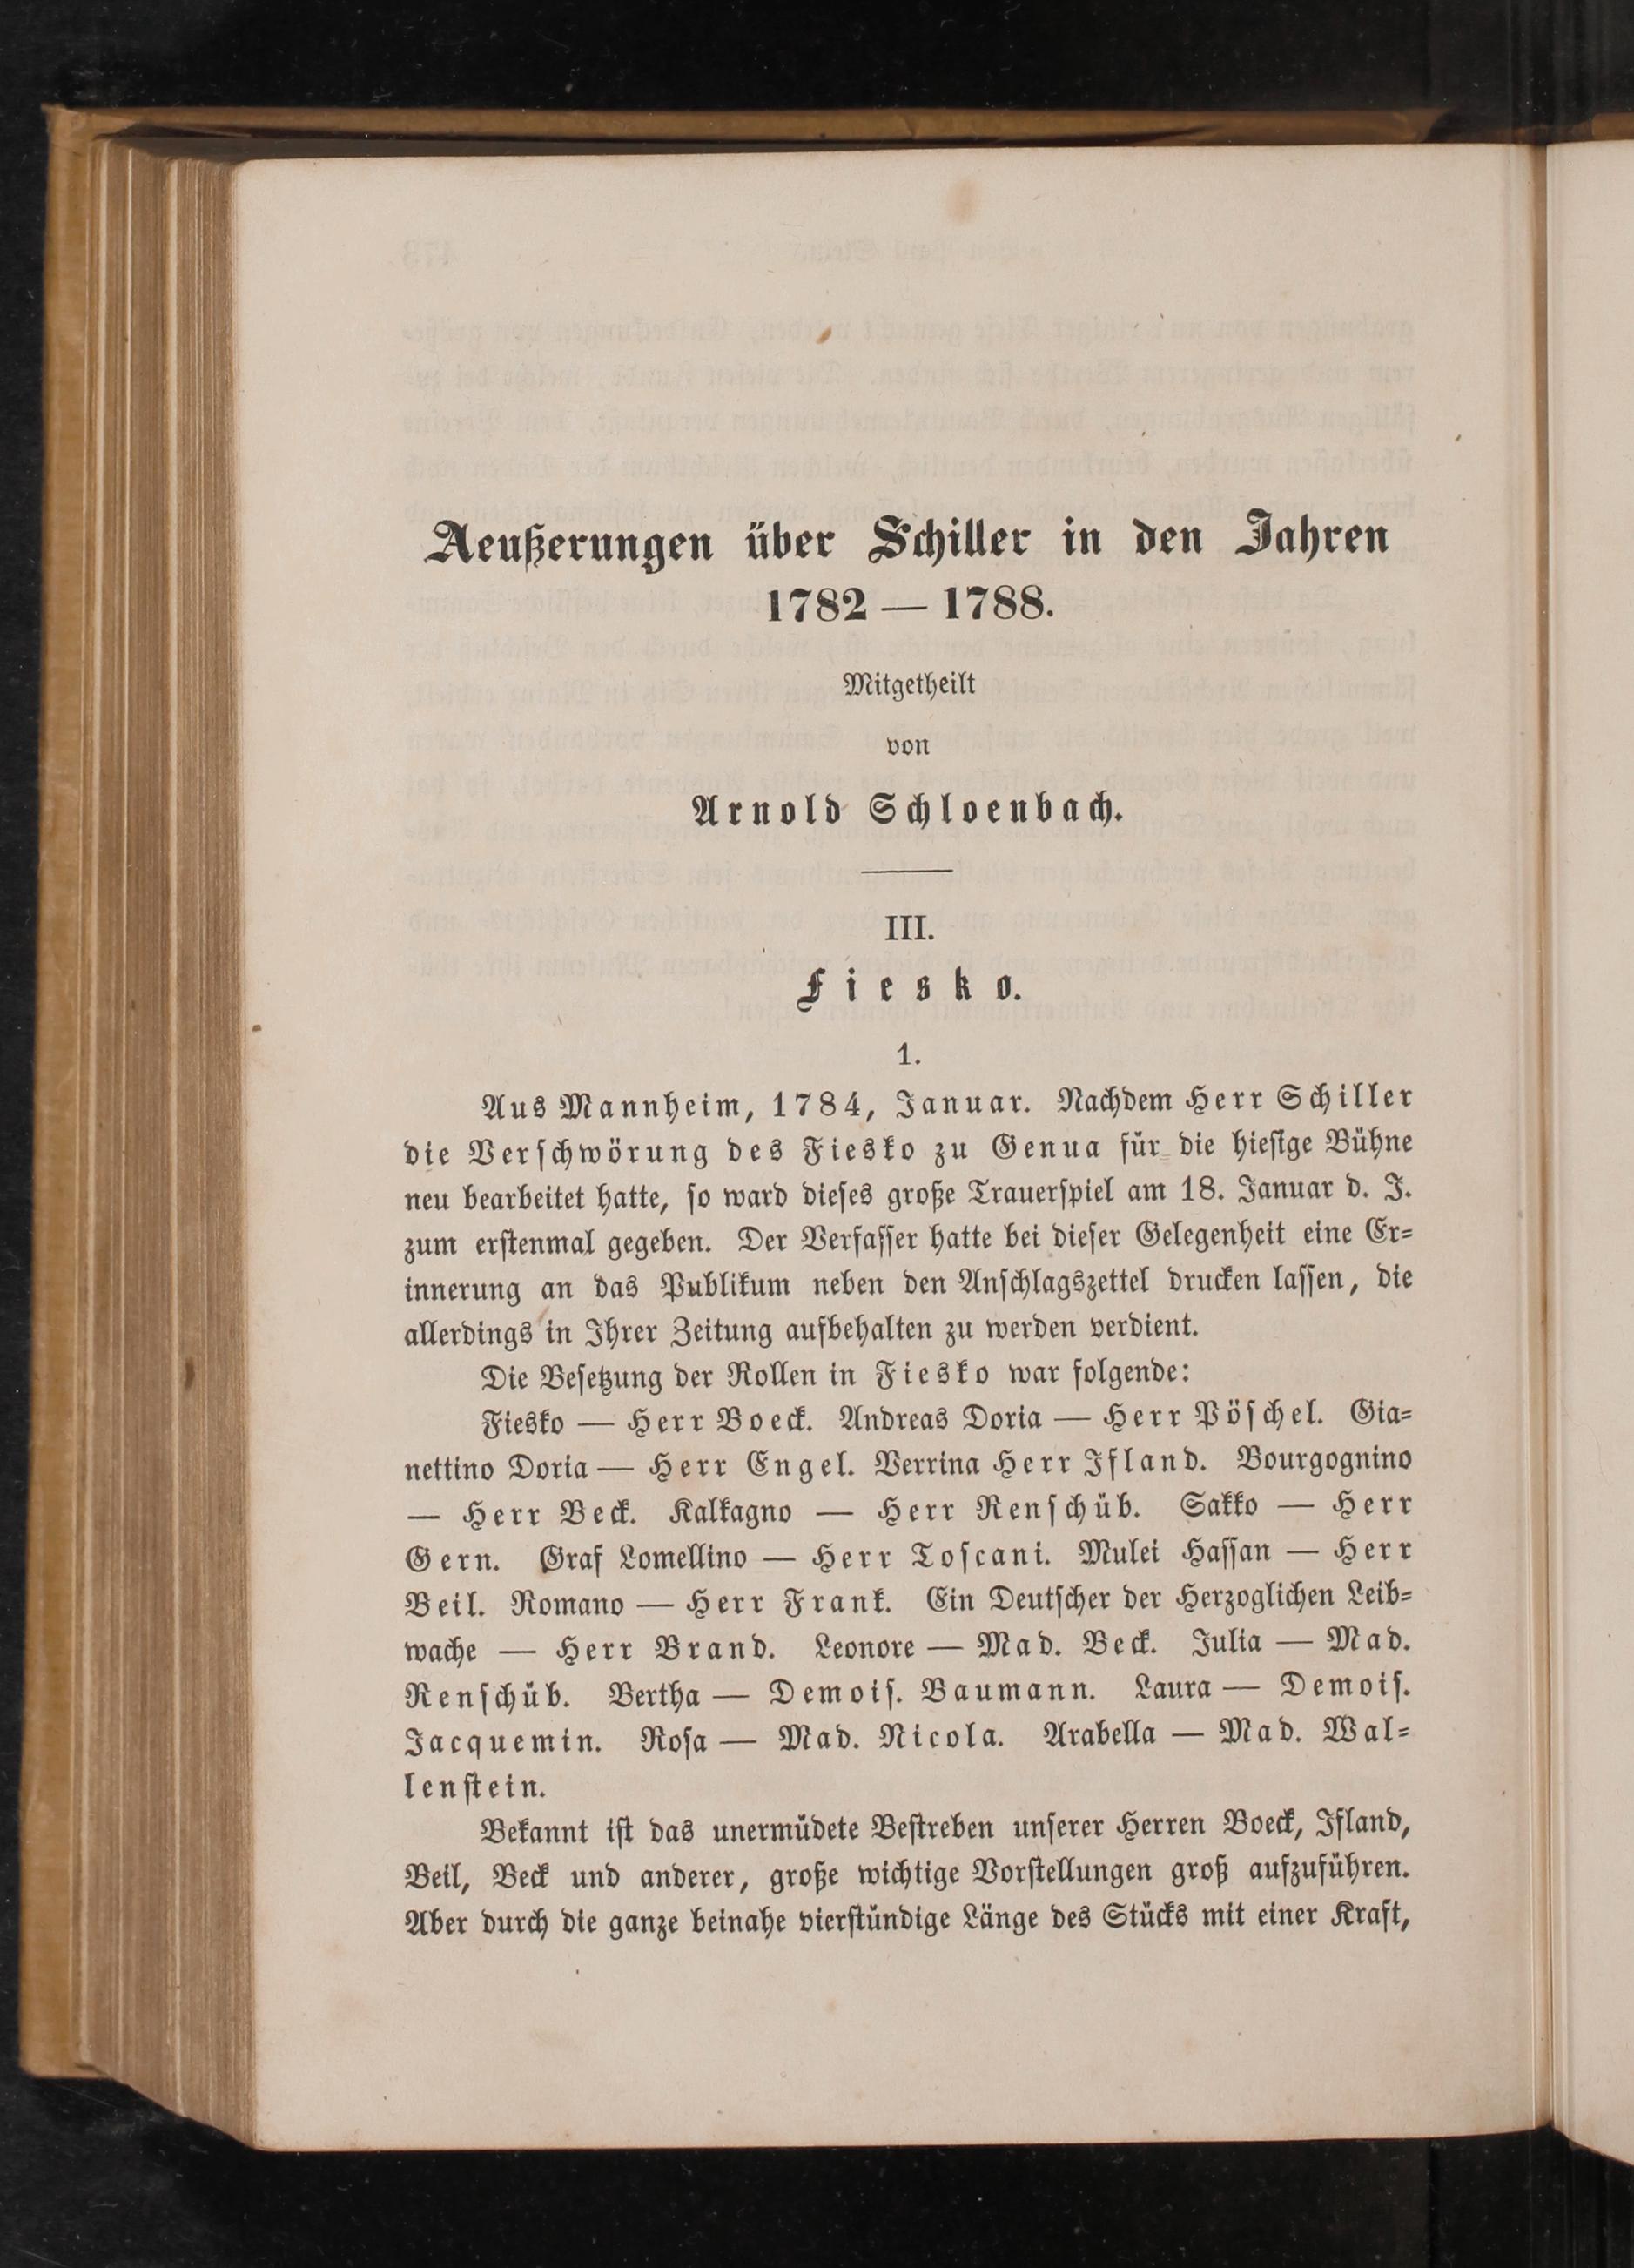 Aeußerungen über Schiller in den Jahren
1782 — 1788.
Mitgetheilt
von
Arnold Schloenbach.
III.
Fiesko.
1.
Aus Mannheim, 1784, Januar. Nachdem Herr Schiller
die Verschwörung des Fiesko zu Genua für die hiesige Bühne
neu bearbeitet hatte, so ward dieses große Trauerspiel am 18. Januar d. J.
zum erstenmal gegeben. Der Verfasser hatte bei dieser Gelegenheit eine Er=
innerung an das Publikum neben den Anschlagszettel drucken lassen, die
allerdings in Ihrer Zeitung aufbehalten zu werden verdient.
Die Besetzung der Rollen in Fiesko war folgende:
Fiesko — Herr Boeck. Andreas Doria — Herr Pöschel. Gia=
nettino Doria — Herr Engel. Verrina Herr Ifland. Bourgognino
— Herr Beck. Kalkagno — Herr Renschüb. Sakko — Herr
Gern. Graf Lomellino — Herr Toscani. Mulei Hassan — Herr
Beil. Romano — Herr Frank. Ein Deutscher der Herzoglichen Leib=
wache — Herr Brand. Leonore — Mad. Beck. Julia — Mad.
Renschüb. Bertha — Demois. Baumann. Laura — Demois.
Jacquemin. Rosa — Mad. Nicola. Arabella — Mad. Wal=
lenstein.
Bekannt ist das unermüdete Bestreben unserer Herren Boeck, Ifland,
Beil, Beck und anderer, große wichtige Vorstellungen groß aufzuführen.
Aber durch die ganze beinahe vierstündige Länge des Stücks mit einer Kraft,